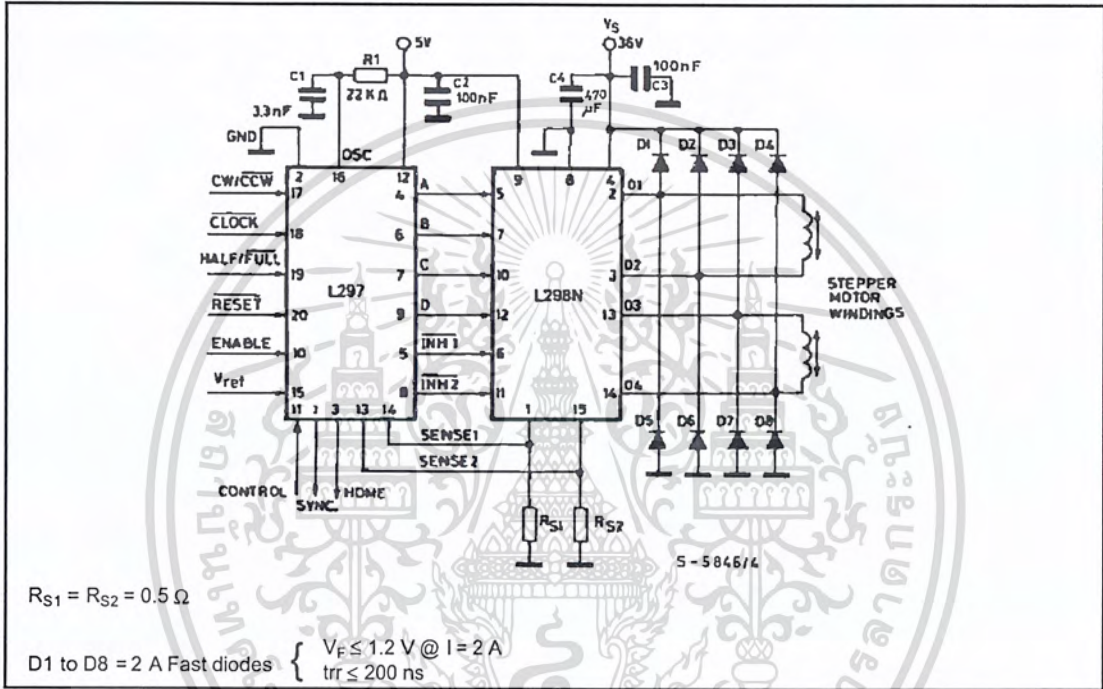 Vs
5V
36V
C1
R1
22 KΩ
3.3nF
C2
100nF
C4
470
µF
100nF
C3
GND
OSC
D1
D2
D3
D4
2
16
12
9
8
4
CW/CCW
17
4
A
5
2
O1
CLOCK
18
6
B
7
HALF/FULL
19
7
C
10
3
O2
L297
L298N
STEPPER
MOTOR
WINDINGS
RESET
20
9
D
12
13
O3
ENABLE
10
5
INH 1
6
Vref
15
8
INH 2
11
14
O4
11
1
3
13
14
1
15
D5
D6
D7
D8
SENSE1
SENSE2
CONTROL
SYNC.
HOME
RS1
RS2
S-5846/4
RS1 = RS2 = 0.5 Ω
D1 to D8 = 2 A Fast diodes { VF ≤ 1.2 V @ I = 2 A
trr ≤ 200 ns